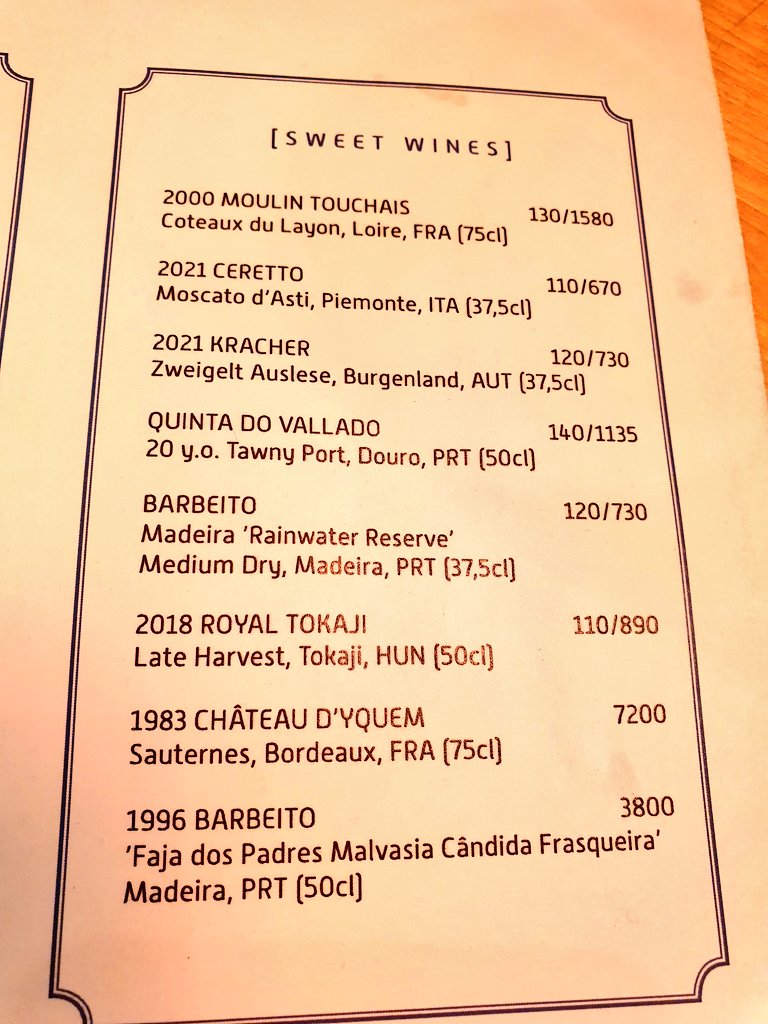 [SWEET WINES]
2000 MOULIN TOUCHAIS 130/1580
Coteaux du Layon, Loire, FRA (75cl)
2021 CERETTO 110/670
Moscato d'Asti, Piemonte, ITA (37,5cl)
2021 KRACHER 120/730
Zweigelt Auslese, Burgenland, AUT (37,5cl)
QUINTA DO VALLADO 140/1135
20 y.o. Tawny Port, Douro, PRT (50cl)
BARBEITO 120/730
Madeira 'Rainwater Reserve'
Medium Dry, Madeira, PRT (37,5cl)
2018 ROYAL TOKAJI 110/890
Late Harvest, Tokaji, HUN (50cl)
1983 CHÂTEAU D'YQUEM 7200
Sauternes, Bordeaux, FRA (75cl)
1996 BARBEITO 3800
'Faja dos Padres Malvasia Cândida Frasqueira'
Madeira, PRT (50cl)